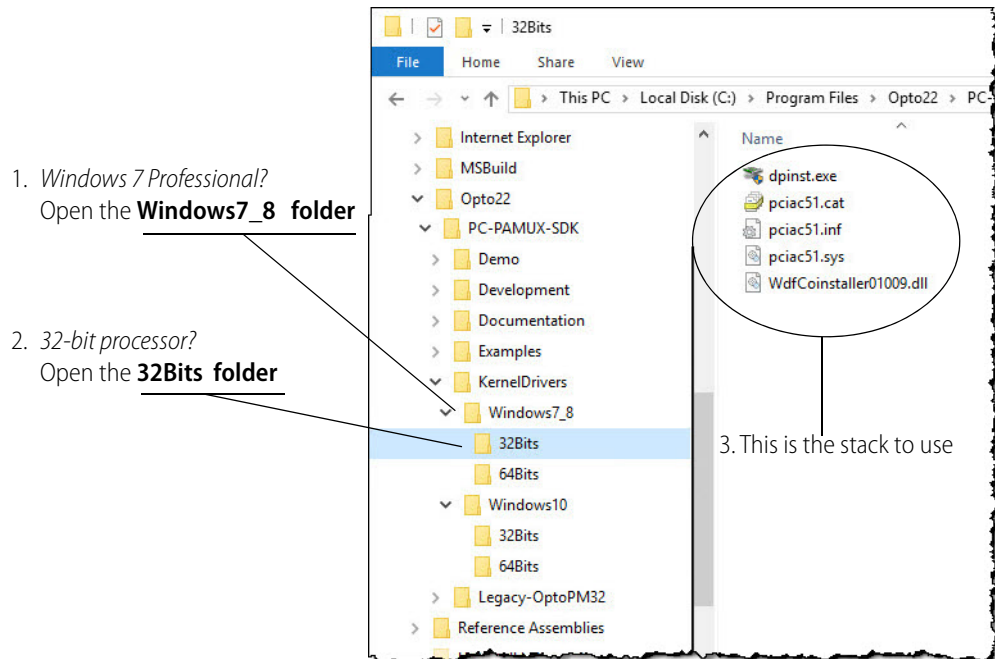 32Bits
File Home Share View
This PC > Local Disk (C:) > Program Files > Opto22 > PC-
Internet Explorer
MSBuild
Opto22
PC-PAMUX-SDK
Demo
Development
Documentation
Examples
KernelDrivers
Windows7_8
32Bits
64Bits
Windows10
32Bits
64Bits
Legacy-OptoPM32
Reference Assemblies
Name
dpinst.exe
pciac51.cat
pciac51.inf
pciac51.sys
WdfCoinstaller01009.dll
1. Windows 7 Professional?
Open the Windows7_8 folder
2. 32-bit processor?
Open the 32Bits folder
3. This is the stack to use